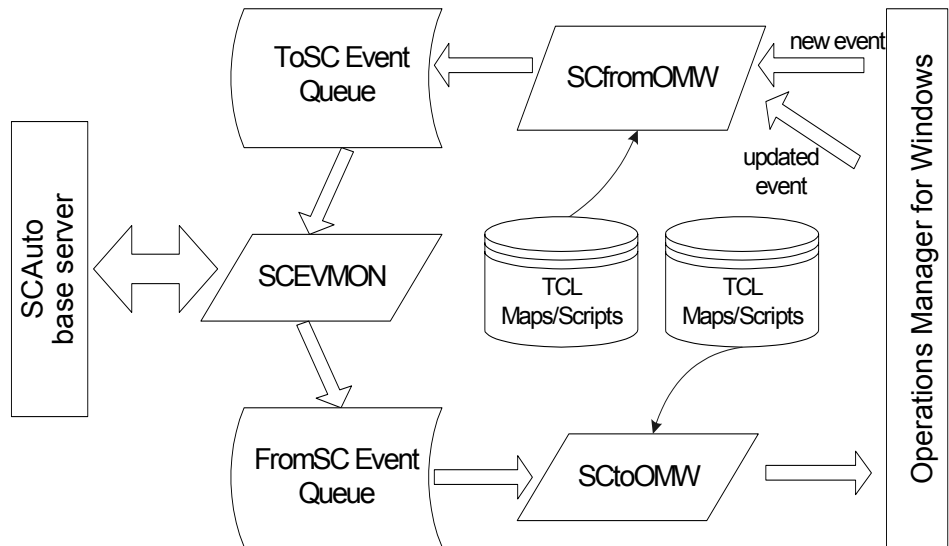 ToSC Event
Queue
SCfromOMW
new event
updated
event
SCAuto
base server
SCEVMON
TCL
Maps/Scripts
TCL
Maps/Scripts
FromSC Event
Queue
SCtoOMW
Operations Manager for Windows